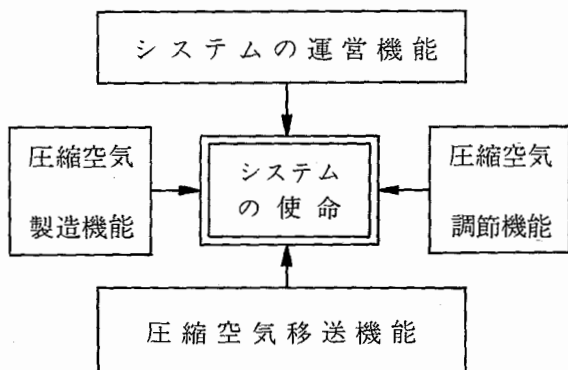 システムの運営機能
圧縮空気
製造機能
システム
の使命
圧縮空気
調節機能
圧縮空気移送機能